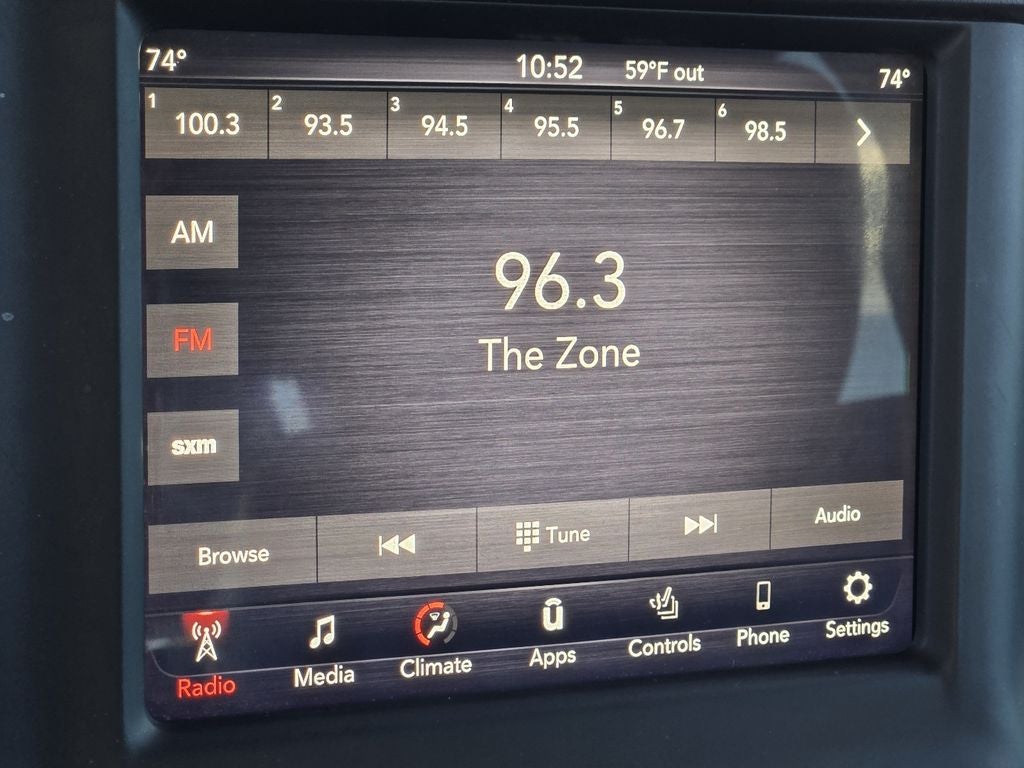 74° 10:52 59°F out 74°
1 100.3 2 93.5 3 94.5 4 95.5 5 96.7 6 98.5
AM
96.3
FM
The Zone
sxm
Browse Tune Audio
Radio Media Climate Apps Controls Phone Settings